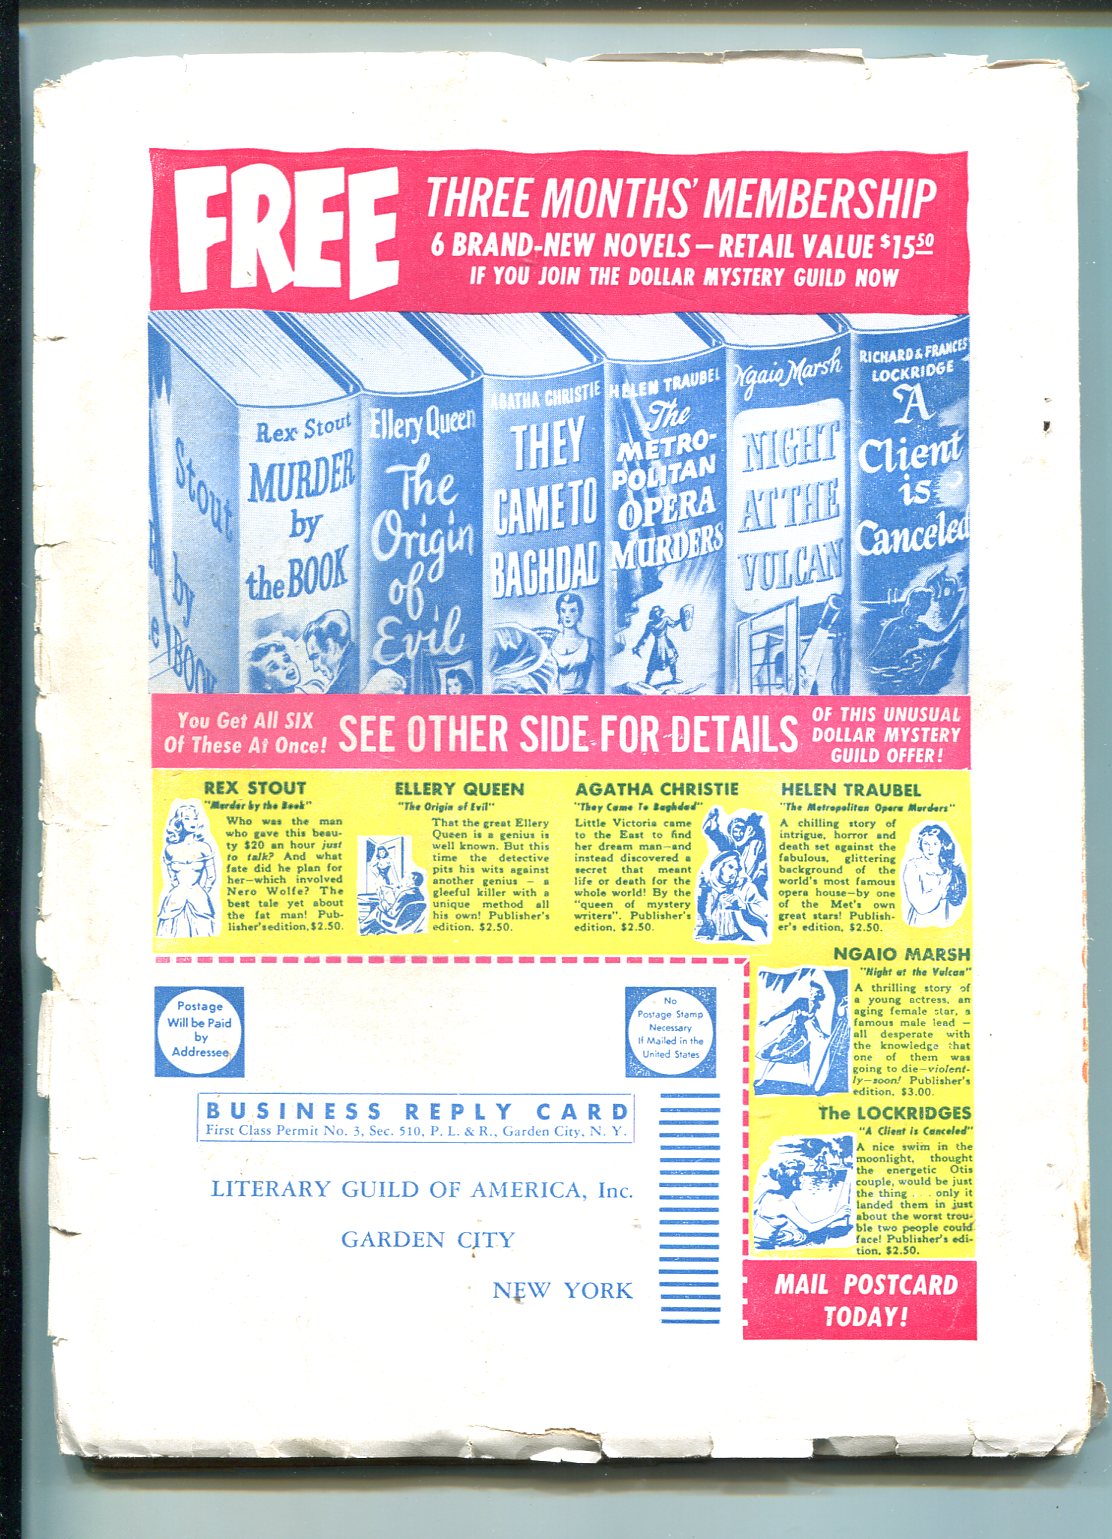 FREE
THREE MONTHS' MEMBERSHIP
6 BRAND-NEW NOVELS — RETAIL VALUE $15.50
IF YOU JOIN THE DOLLAR MYSTERY GUILD NOW
Stout
by
BOOK
Rex Stout
MURDER
by
the BOOK
Ellery Queen
The
Origin
of
Evil
AGATHA CHRISTIE
THEY
CAME TO
BAGHDAD
HELEN TRAUBEL
The
METRO-
POLITAN
OPERA
MURDERS
Ngaio Marsh
NIGHT
AT THE
VULCAN
RICHARD & FRANCES
LOCKRIDGE
A
Client
is
Canceled
You Get All SIX
Of These At Once!
SEE OTHER SIDE FOR DETAILS
OF THIS UNUSUAL
DOLLAR MYSTERY
GUILD OFFER!
REX STOUT
"Murder by the Book"
Who was the man
who gave this beau-
ty $20 an hour just
to talk? And what
fate did he plan for
her—which involved
Nero Wolfe? The
best tale yet about
the fat man! Pub-
lisher's edition, $2.50.
ELLERY QUEEN
"The Origin of Evil"
That the great Ellery
Queen is a genius is
well known. But this
time the detective
pits his wits against
another genius — a
gleeful killer with a
unique method all
his own! Publisher's
edition, $2.50.
AGATHA CHRISTIE
"They Came To Baghdad"
Little Victoria came
to the East to find
her dream man—and
instead discovered a
secret that meant
life or death for the
whole world! By the
"queen of mystery
writers". Publisher's
edition, $2.50.
HELEN TRAUBEL
"The Metropolitan Opera Murders"
A chilling story of
intrigue, horror and
death set against the
fabulous, glittering
background of the
world's most famous
opera house—by one
of the Met's own
great stars! Publish-
er's edition, $2.50.
NGAIO MARSH
"Night at the Vulcan"
A thrilling story of
a young actress, an
aging female star, a
famous male lead —
all desperate with
the knowledge that
one of them was
going to die—violent-
ly—soon! Publisher's
edition, $3.00.
The LOCKRIDGES
"A Client is Canceled"
A nice swim in the
moonlight, thought
the energetic Otis
couple, would be just
the thing . . . only it
landed them in just
about the worst trou-
ble two people could
face! Publisher's edi-
tion, $2.50.
Postage
Will be Paid
by
Addressee
No
Postage Stamp
Necessary
If Mailed in the
United States
BUSINESS REPLY CARD
First Class Permit No. 3, Sec. 510, P. L. & R., Garden City, N. Y.
LITERARY GUILD OF AMERICA, Inc.
GARDEN CITY
NEW YORK
MAIL POSTCARD
TODAY!